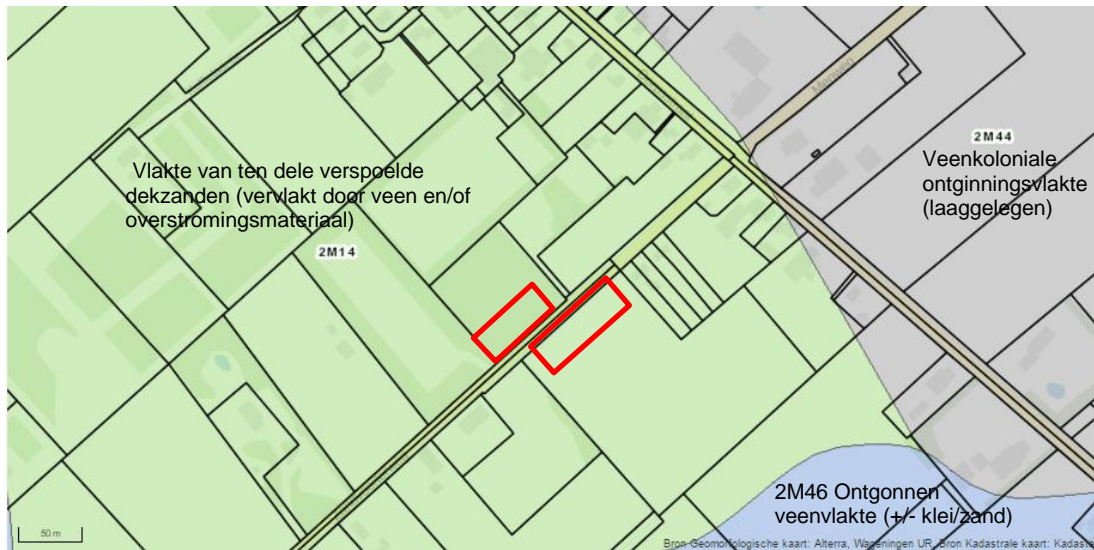 Vlakte van ten dele verspoelde
dekzanden (vervlakt door veen en/of
overstromingsmateriaal)
2M14
Menweg
2M44
Veenkoloniale
ontginningsvlakte
(laaggelegen)
2M46 Ontgonnen
veenvlakte (+/- klei/zand)
50 m
Bron Geomorfologische kaart: Alterra, Wageningen UR, Bron Kadastrale kaart: Kadaste